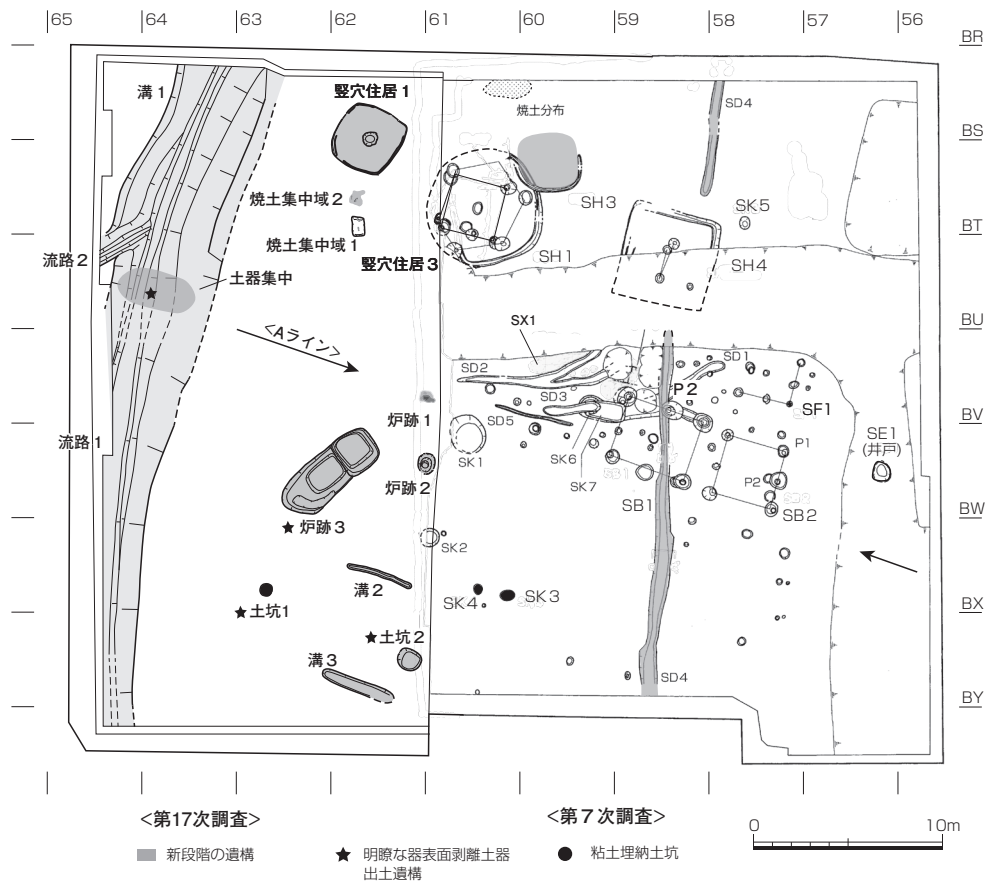 65 64 63 62 61 60 59 58 57 56
BR
溝1
竪穴住居1
焼土分布
SD4
BS
焼土集中域2
SH3
SK5
焼土集中域1
BT
流路2
竪穴住居3
SH1
SH4
土器集中
BU
<Aライン>
SX1
SD2
SD1
P2
SD3
SF1
炉跡1
SD5
BV
流路1
SK1
SK6
SK7
P1
SE1
(井戸)
炉跡2
P2
SB1
SB2
BW
★炉跡3
SK2
溝2
SK4
SK3
★土坑1
BX
★土坑2
溝3
SD4
BY
<第17次調査>
<第7次調査>
0 10m
新段階の遺構
★ 明瞭な器表面剥離土器
出土遺構
● 粘土埋納土坑